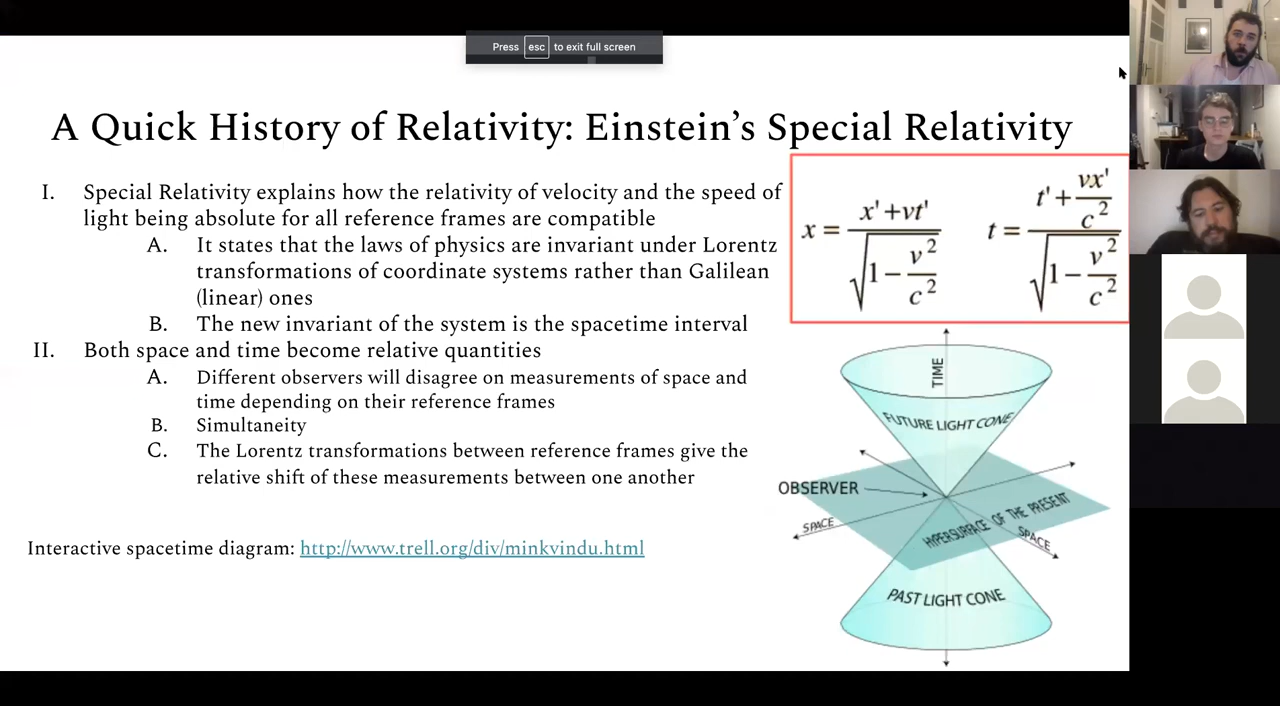 Press esc to exit full screen
A Quick History of Relativity: Einstein's Special Relativity
I. Special Relativity explains how the relativity of velocity and the speed of
light being absolute for all reference frames are compatible
A. It states that the laws of physics are invariant under Lorentz
transformations of coordinate systems rather than Galilean
(linear) ones
B. The new invariant of the system is the spacetime interval
II. Both space and time become relative quantities
A. Different observers will disagree on measurements of space and
time depending on their reference frames
B. Simultaneity
C. The Lorentz transformations between reference frames give the
relative shift of these measurements between one another
Interactive spacetime diagram: http://www.trell.org/div/minkvindu.html
x = (x' + vt') / √(1 − v²/c²)
t = (t' + vx'/c²) / √(1 − v²/c²)
TIME
FUTURE LIGHT CONE
OBSERVER
SPACE
HYPERSURFACE OF THE PRESENT
SPACE
PAST LIGHT CONE